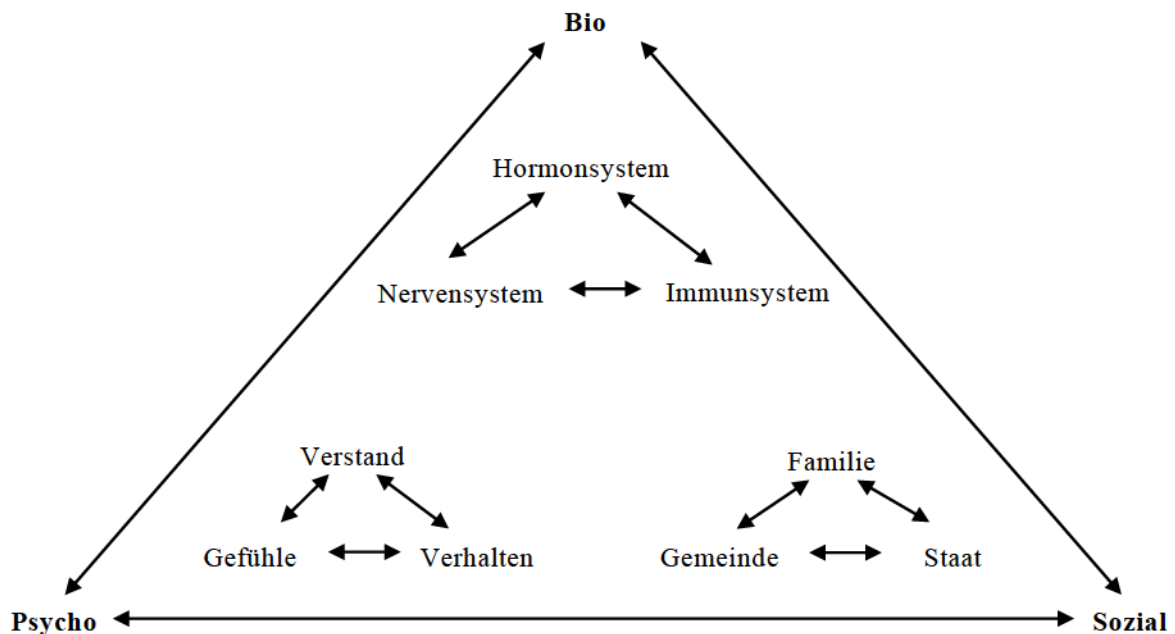 Bio
Hormonsystem
Nervensystem Immunsystem
Verstand Familie
Gefühle Verhalten Gemeinde Staat
Psycho Sozial